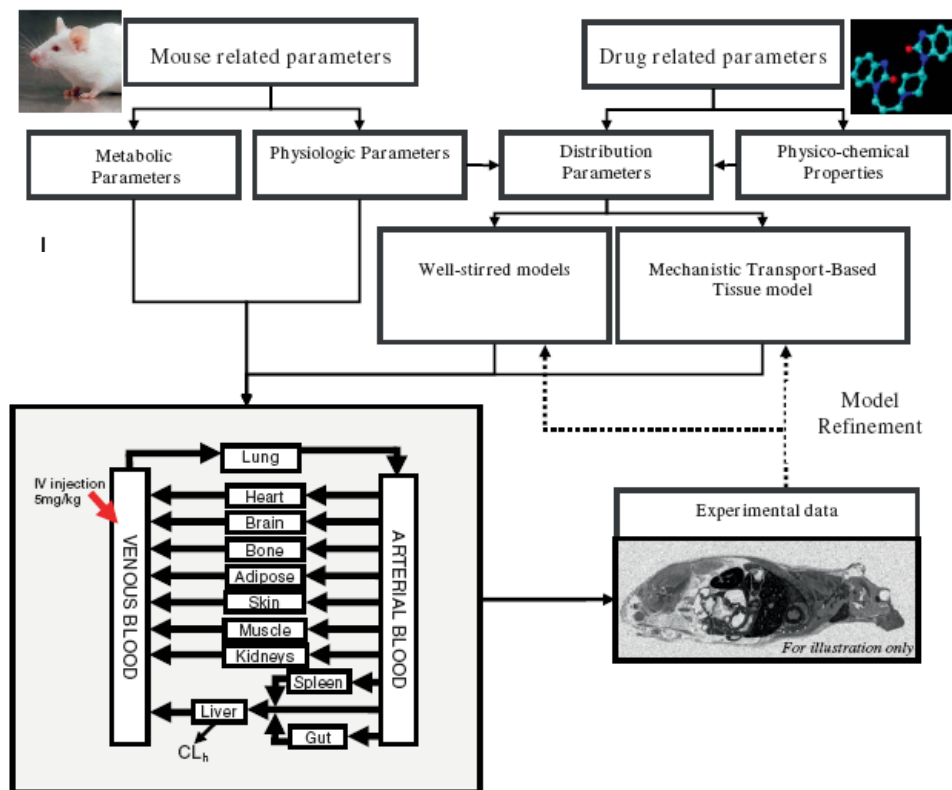 Mouse related parameters
Drug related parameters
Metabolic
Parameters
Physiologic Parameters
Distribution
Parameters
Physico-chemical
Properties
I
Well-stirred models
Mechanistic Transport-Based
Tissue model
Model
Refinement
IV injection
5mg/kg
VENOUS BLOOD
Lung
Heart
Brain
Bone
Adipose
Skin
Muscle
Kidneys
Spleen
Liver
Gut
CLh
ARTERIAL BLOOD
Experimental data
For illustration only